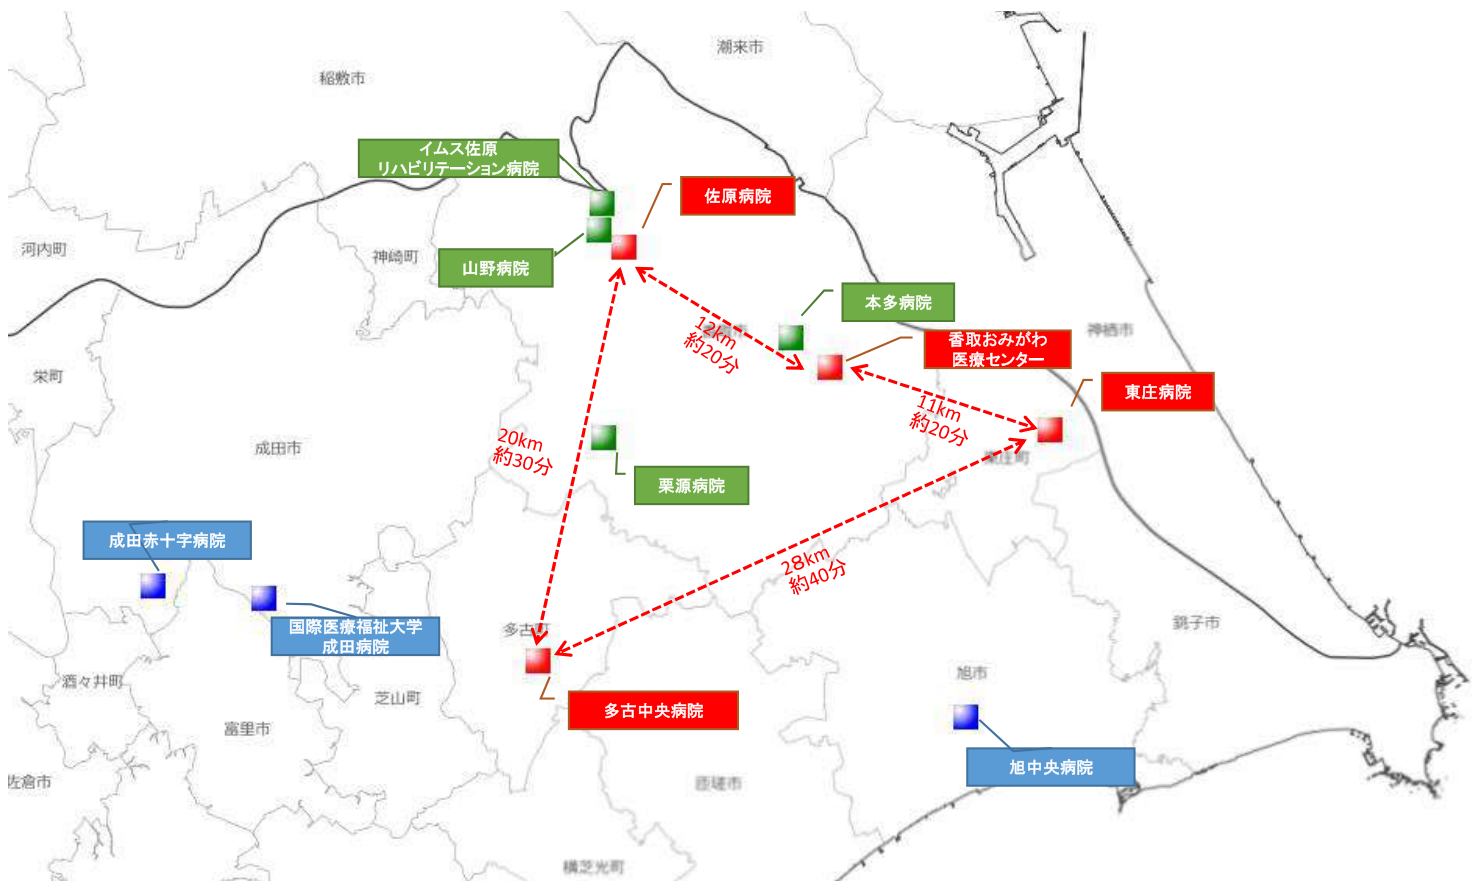 潮来市
稲敷市
イムス佐原
リハビリテーション病院
佐原病院
河内町
神崎町
山野病院
本多病院
12km
約20分
神栖市
香取おみがわ
医療センター
栄町
東庄病院
11km
約20分
成田市
20km
約30分
東庄町
栗源病院
成田赤十字病院
28km
約40分
国際医療福祉大学
成田病院
多古町
銚子市
酒々井町
芝山町
旭市
多古中央病院
富里市
旭中央病院
佐倉市
匝瑳市
横芝光町